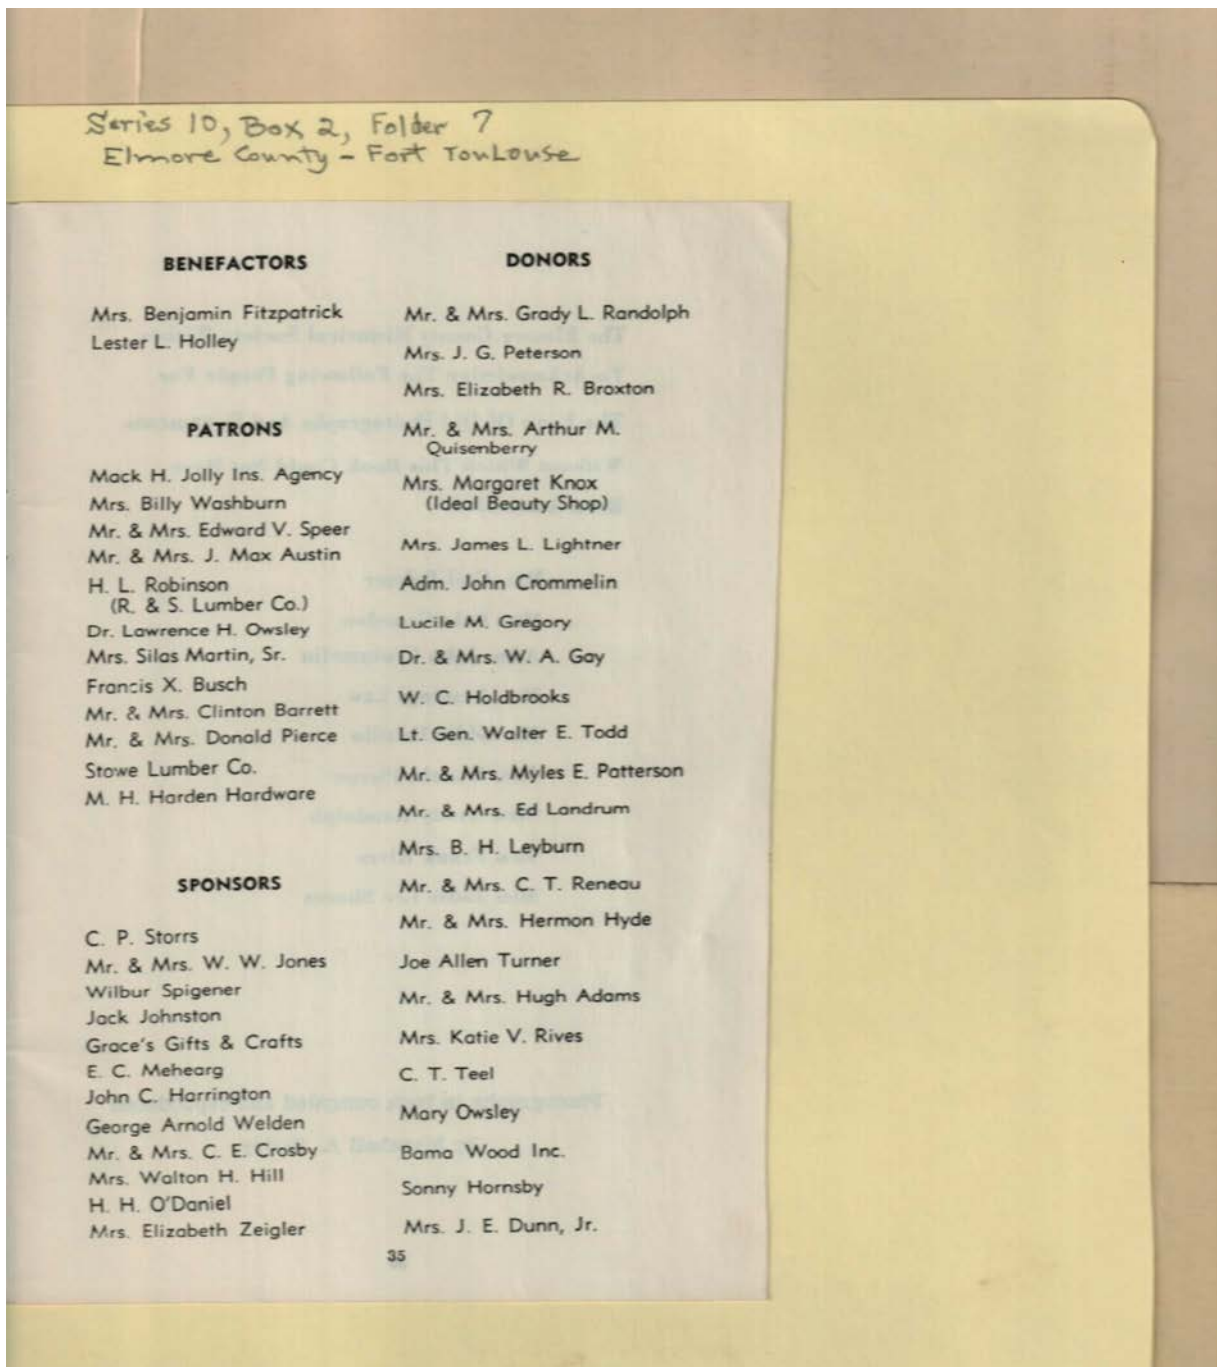 Series 10, Box 2, Folder 7
Elmore County - Fort Toulouse
BENEFACTORS
Mrs. Benjamin Fitzpatrick
Lester L. Holley
PATRONS
Mack H. Jolly Ins. Agency
Mrs. Billy Washburn
Mr. & Mrs. Edward V. Speer
Mr. & Mrs. J. Max Austin
H. L. Robinson
(R. & S. Lumber Co.)
Dr. Lawrence H. Owsley
Mrs. Silas Martin, Sr.
Francis X. Busch
Mr. & Mrs. Clinton Barrett
Mr. & Mrs. Donald Pierce
Stowe Lumber Co.
M. H. Harden Hardware
SPONSORS
C. P. Storrs
Mr. & Mrs. W. W. Jones
Wilbur Spigener
Jack Johnston
Grace's Gifts & Crafts
E. C. Mehearg
John C. Harrington
George Arnold Welden
Mr. & Mrs. C. E. Crosby
Mrs. Walton H. Hill
H. H. O'Daniel
Mrs. Elizabeth Zeigler
DONORS
Mr. & Mrs. Grady L. Randolph
Mrs. J. G. Peterson
Mrs. Elizabeth R. Broxton
Mr. & Mrs. Arthur M.
Quisenberry
Mrs. Margaret Knox
(Ideal Beauty Shop)
Mrs. James L. Lightner
Adm. John Crommelin
Lucile M. Gregory
Dr. & Mrs. W. A. Gay
W. C. Holdbrooks
Lt. Gen. Walter E. Todd
Mr. & Mrs. Myles E. Patterson
Mr. & Mrs. Ed Landrum
Mrs. B. H. Leyburn
Mr. & Mrs. C. T. Reneau
Mr. & Mrs. Hermon Hyde
Joe Allen Turner
Mr. & Mrs. Hugh Adams
Mrs. Katie V. Rives
C. T. Teel
Mary Owsley
Bama Wood Inc.
Sonny Hornsby
Mrs. J. E. Dunn, Jr.
35